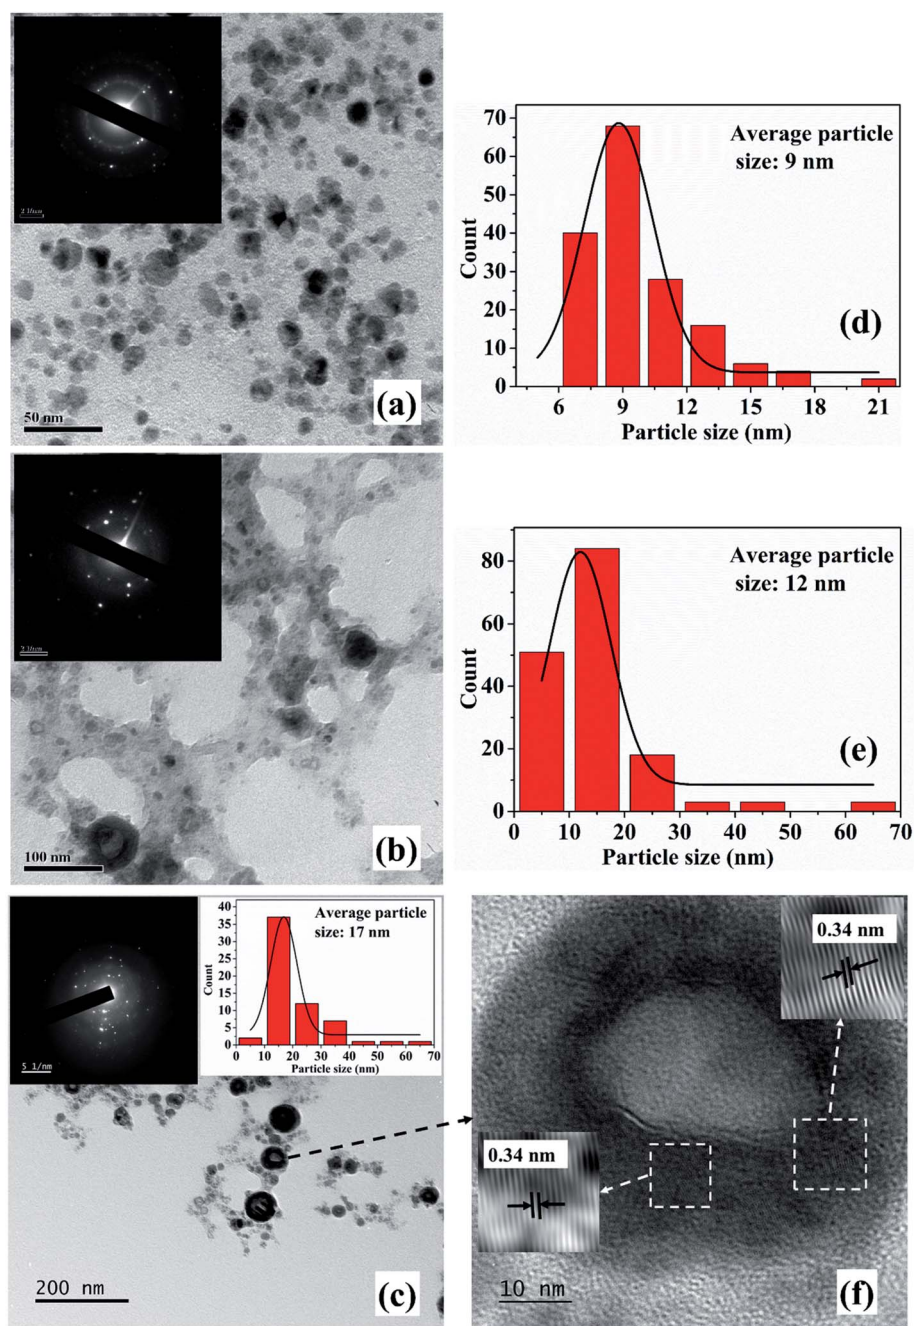 2 1/nm
50 nm
(a)
70
60
50
40
30
20
10
0
Count
Average particle
size: 9 nm
(d)
6 9 12 15 18 21
Particle size (nm)
100 nm
(b)
80
60
40
20
0
Count
Average particle
size: 12 nm
(e)
0 10 20 30 40 50 60 70
Particle size (nm)
5 1/nm
40
35
30
25
20
15
10
5
0
Count
Average particle
size: 17 nm
0 10 20 30 40 50 60 70
Particle size (nm)
200 nm
(c)
0.34 nm
0.34 nm
10 nm
(f)